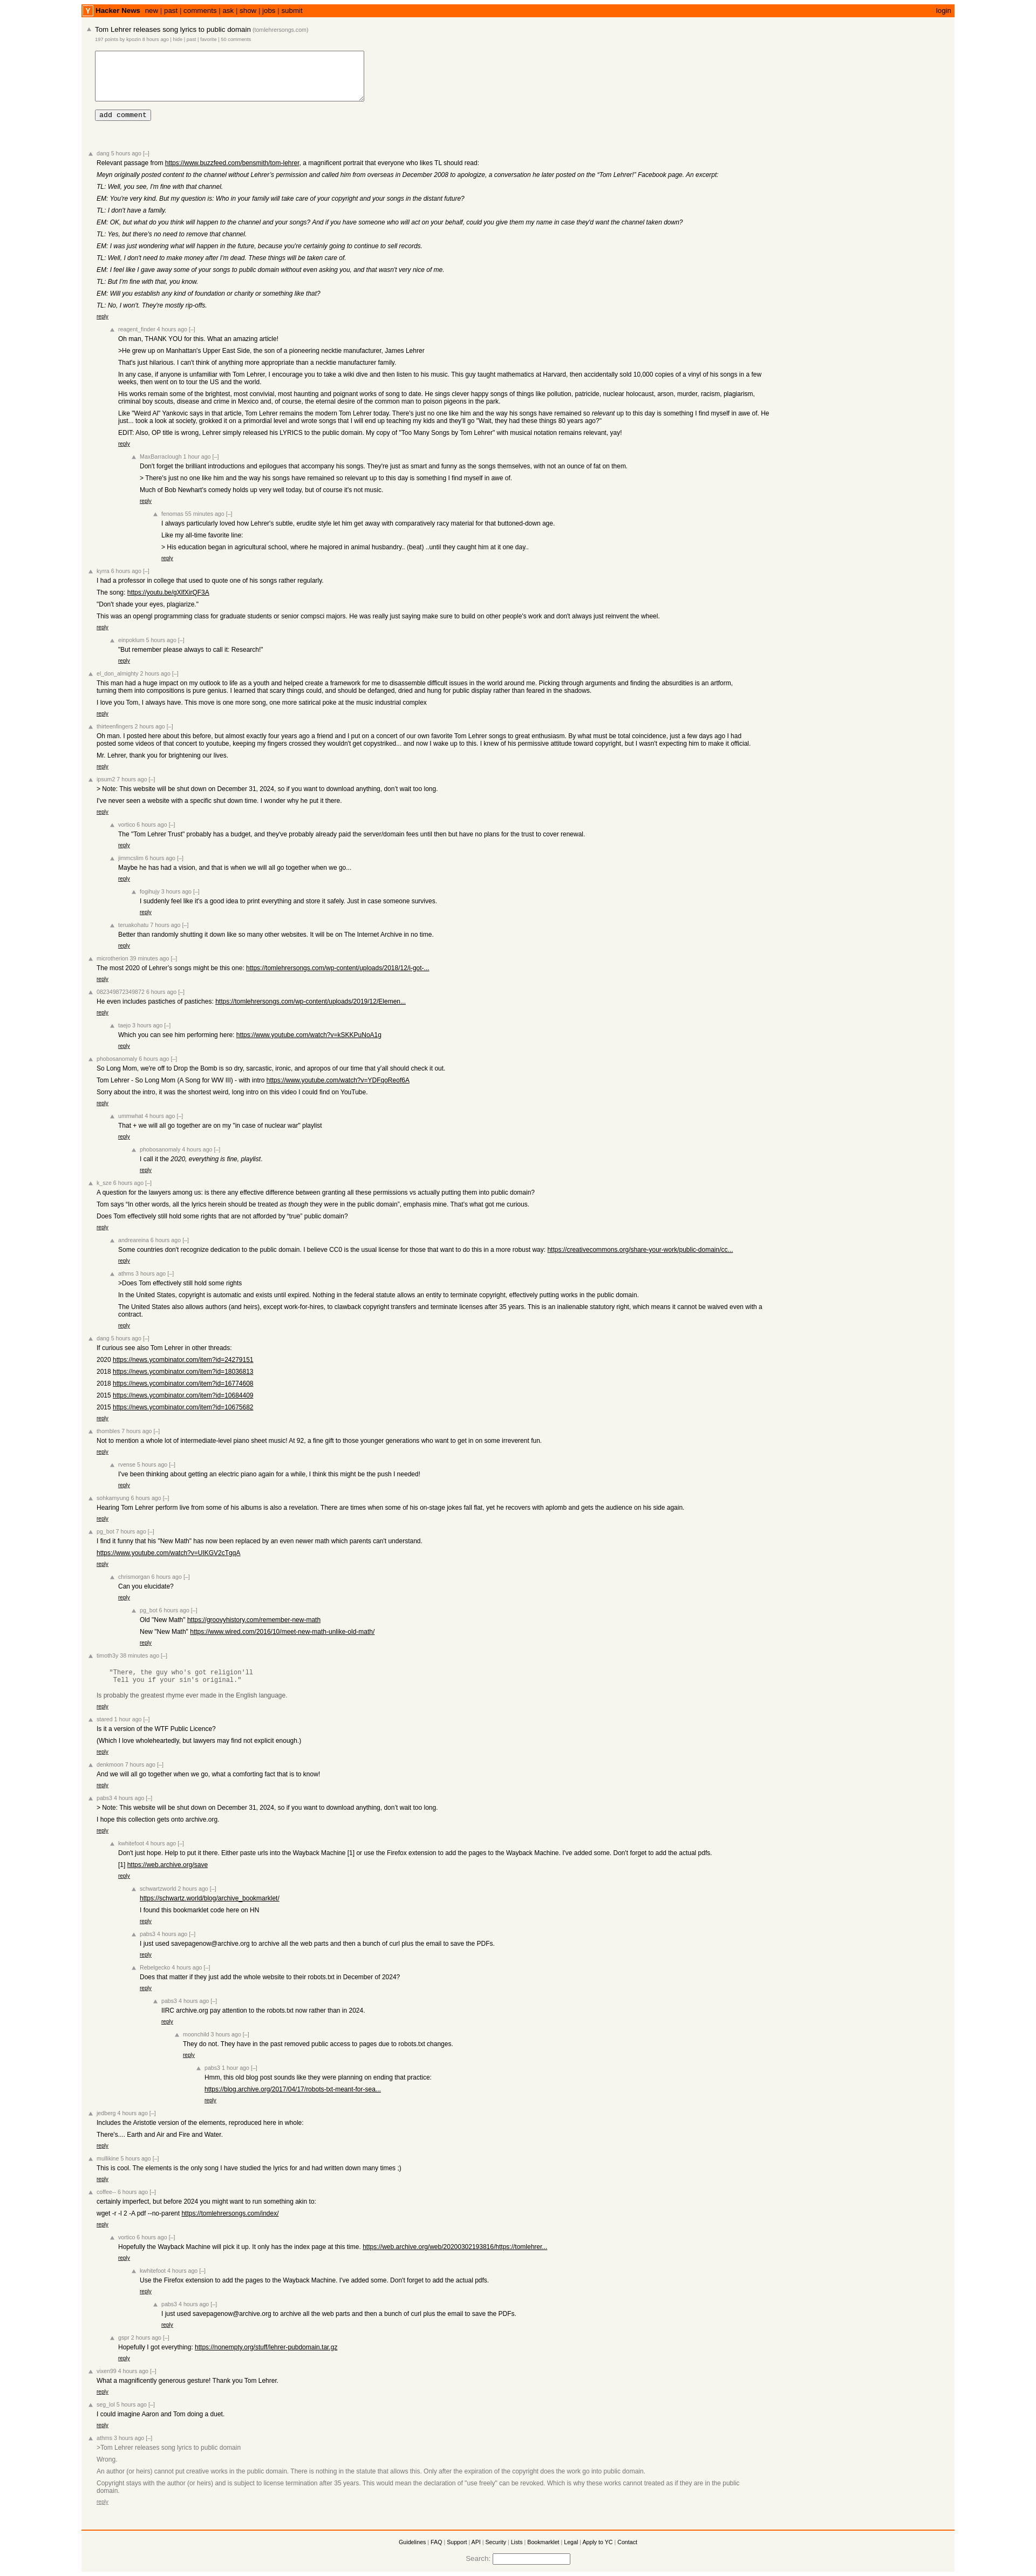 Y Hacker News new | past | comments | ask | show | jobs | submit login
Tom Lehrer releases song lyrics to public domain (tomlehrersongs.com)
197 points by kpozin 8 hours ago | hide | past | favorite | 50 comments
add comment
dang 5 hours ago [–]
Relevant passage from https://www.buzzfeed.com/bensmith/tom-lehrer, a magnificent portrait that everyone who likes TL should read:
Meyn originally posted content to the channel without Lehrer's permission and called him from overseas in December 2008 to apologize, a conversation he later posted on the “Tom Lehrer!” Facebook page. An excerpt:
TL: Well, you see, I'm fine with that channel.
EM: You're very kind. But my question is: Who in your family will take care of your copyright and your songs in the distant future?
TL: I don't have a family.
EM: OK, but what do you think will happen to the channel and your songs? And if you have someone who will act on your behalf, could you give them my name in case they'd want the channel taken down?
TL: Yes, but there's no need to remove that channel.
EM: I was just wondering what will happen in the future, because you're certainly going to continue to sell records.
TL: Well, I don't need to make money after I'm dead. These things will be taken care of.
EM: I feel like I gave away some of your songs to public domain without even asking you, and that wasn't very nice of me.
TL: But I'm fine with that, you know.
EM: Will you establish any kind of foundation or charity or something like that?
TL: No, I won't. They're mostly rip-offs.
reply
reagent_finder 4 hours ago [–]
Oh man, THANK YOU for this. What an amazing article!
>He grew up on Manhattan's Upper East Side, the son of a pioneering necktie manufacturer, James Lehrer
That's just hilarious. I can't think of anything more appropriate than a necktie manufacturer family.
In any case, if anyone is unfamiliar with Tom Lehrer, I encourage you to take a wiki dive and then listen to his music. This guy taught mathematics at Harvard, then accidentally sold 10,000 copies of a vinyl of his songs in a few
weeks, then went on to tour the US and the world.
His works remain some of the brightest, most convivial, most haunting and poignant works of song to date. He sings clever happy songs of things like pollution, patricide, nuclear holocaust, arson, murder, racism, plagiarism,
criminal boy scouts, disease and crime in Mexico and, of course, the eternal desire of the common man to poison pigeons in the park.
Like "Weird Al" Yankovic says in that article, Tom Lehrer remains the modern Tom Lehrer today. There's just no one like him and the way his songs have remained so relevant up to this day is something I find myself in awe of. He
just... took a look at society, grokked it on a primordial level and wrote songs that I will end up teaching my kids and they'll go "Wait, they had these things 80 years ago?"
EDIT: Also, OP title is wrong, Lehrer simply released his LYRICS to the public domain. My copy of "Too Many Songs by Tom Lehrer" with musical notation remains relevant, yay!
reply
MaxBarraclough 1 hour ago [–]
Don't forget the brilliant introductions and epilogues that accompany his songs. They're just as smart and funny as the songs themselves, with not an ounce of fat on them.
> There's just no one like him and the way his songs have remained so relevant up to this day is something I find myself in awe of.
Much of Bob Newhart's comedy holds up very well today, but of course it's not music.
reply
fenomas 55 minutes ago [–]
I always particularly loved how Lehrer's subtle, erudite style let him get away with comparatively racy material for that buttoned-down age.
Like my all-time favorite line:
> His education began in agricultural school, where he majored in animal husbandry.. (beat) ..until they caught him at it one day..
reply
kyrra 6 hours ago [–]
I had a professor in college that used to quote one of his songs rather regularly.
The song: https://youtu.be/gXlfXirQF3A
"Don't shade your eyes, plagiarize."
This was an opengl programming class for graduate students or senior compsci majors. He was really just saying make sure to build on other people's work and don't always just reinvent the wheel.
reply
eiopoklum 5 hours ago [–]
"But remember please always to call it: Research!"
reply
el_don_almighty 2 hours ago [–]
This man had a huge impact on my outlook to life as a youth and helped create a framework for me to disassemble difficult issues in the world around me. Picking through arguments and finding the absurdities is an artform,
turning them into compositions is pure genius. I learned that scary things could, and should be defanged, dried and hung for public display rather than feared in the shadows.
I love you Tom, I always have. This move is one more song, one more satirical poke at the music industrial complex
reply
thirteenfingers 2 hours ago [–]
Oh man. I posted here about this before, but almost exactly four years ago a friend and I put on a concert of our own favorite Tom Lehrer songs to great enthusiasm. By what must be total coincidence, just a few days ago I had
posted some videos of that concert to youtube, keeping my fingers crossed they wouldn't get copystriked... and now I wake up to this. I knew of his permissive attitude toward copyright, but I wasn't expecting him to make it official.
Mr. Lehrer, thank you for brightening our lives.
reply
ipsum2 7 hours ago [–]
> Note: This website will be shut down on December 31, 2024, so if you want to download anything, don't wait too long.
I've never seen a website with a specific shut down time. I wonder why he put it there.
reply
vortico 6 hours ago [–]
The "Tom Lehrer Trust" probably has a budget, and they've probably already paid the server/domain fees until then but have no plans for the trust to cover renewal.
reply
jimmcslim 6 hours ago [–]
Maybe he has had a vision, and that is when we will all go together when we go...
reply
fogihujy 3 hours ago [–]
I suddenly feel like it's a good idea to print everything and store it safely. Just in case someone survives.
reply
teruakohatu 7 hours ago [–]
Better than randomly shutting it down like so many other websites. It will be on The Internet Archive in no time.
reply
microtherion 39 minutes ago [–]
The most 2020 of Lehrer's songs might be this one: https://tomlehrersongs.com/wp-content/uploads/2018/12/i-got-...
reply
082349872349872 6 hours ago [–]
He even includes pastiches of pastiches: https://tomlehrersongs.com/wp-content/uploads/2019/12/Elemen...
reply
taejo 3 hours ago [–]
Which you can see him performing here: https://www.youtube.com/watch?v=kSKKPuNoA1g
reply
phobosanomaly 6 hours ago [–]
So Long Mom, we're off to Drop the Bomb is so dry, sarcastic, ironic, and apropos of our time that y'all should check it out.
Tom Lehrer - So Long Mom (A Song for WW III) - with intro https://www.youtube.com/watch?v=YDFqoReof6A
Sorry about the intro, it was the shortest weird, long intro on this video I could find on YouTube.
reply
ummwhat 4 hours ago [–]
That + we will all go together are on my "in case of nuclear war" playlist
reply
phobosanomaly 4 hours ago [–]
I call it the 2020, everything is fine, playlist.
reply
k_sze 6 hours ago [–]
A question for the lawyers among us: is there any effective difference between granting all these permissions vs actually putting them into public domain?
Tom says “In other words, all the lyrics herein should be treated as though they were in the public domain”, emphasis mine. That's what got me curious.
Does Tom effectively still hold some rights that are not afforded by “true” public domain?
reply
andreareina 6 hours ago [–]
Some countries don't recognize dedication to the public domain. I believe CC0 is the usual license for those that want to do this in a more robust way: https://creativecommons.org/share-your-work/public-domain/cc...
reply
athms 3 hours ago [–]
>Does Tom effectively still hold some rights
In the United States, copyright is automatic and exists until expired. Nothing in the federal statute allows an entity to terminate copyright, effectively putting works in the public domain.
The United States also allows authors (and heirs), except work-for-hires, to clawback copyright transfers and terminate licenses after 35 years. This is an inalienable statutory right, which means it cannot be waived even with a
contract.
reply
dang 5 hours ago [–]
If curious see also Tom Lehrer in other threads:
2020 https://news.ycombinator.com/item?id=24279151
2018 https://news.ycombinator.com/item?id=18036813
2018 https://news.ycombinator.com/item?id=16774608
2015 https://news.ycombinator.com/item?id=10684409
2015 https://news.ycombinator.com/item?id=10675682
reply
thombles 7 hours ago [–]
Not to mention a whole lot of intermediate-level piano sheet music! At 92, a fine gift to those younger generations who want to get in on some irreverent fun.
reply
rvense 5 hours ago [–]
I've been thinking about getting an electric piano again for a while, I think this might be the push I needed!
reply
sohkamyung 6 hours ago [–]
Hearing Tom Lehrer perform live from some of his albums is also a revelation. There are times when some of his on-stage jokes fall flat, yet he recovers with aplomb and gets the audience on his side again.
reply
pg_bot 7 hours ago [–]
I find it funny that his "New Math" has now been replaced by an even newer math which parents can't understand.
https://www.youtube.com/watch?v=UIKGV2cTgqA
reply
chrismorgan 6 hours ago [–]
Can you elucidate?
reply
pg_bot 6 hours ago [–]
Old "New Math" https://groovyhistory.com/remember-new-math
New "New Math" https://www.wired.com/2016/10/meet-new-math-unlike-old-math/
reply
timoth3y 38 minutes ago [–]
"There, the guy who's got religion'll
Tell you if your sin's original."
Is probably the greatest rhyme ever made in the English language.
reply
stared 1 hour ago [–]
Is it a version of the WTF Public Licence?
(Which I love wholeheartedly, but lawyers may find not explicit enough.)
reply
denkmoon 7 hours ago [–]
And we will all go together when we go, what a comforting fact that is to know!
reply
pabs3 4 hours ago [–]
> Note: This website will be shut down on December 31, 2024, so if you want to download anything, don't wait too long.
I hope this collection gets onto archive.org.
reply
kwhitefoot 4 hours ago [–]
Don't just hope. Help to put it there. Either paste urls into the Wayback Machine [1] or use the Firefox extension to add the pages to the Wayback Machine. I've added some. Don't forget to add the actual pdfs.
[1] https://web.archive.org/save
reply
schwartzworld 2 hours ago [–]
https://schwartz.world/blog/archive_bookmarklet/
I found this bookmarklet code here on HN
reply
pabs3 4 hours ago [–]
I just used savepagenow@archive.org to archive all the web parts and then a bunch of curl plus the email to save the PDFs.
reply
Rebelgecko 4 hours ago [–]
Does that matter if they just add the whole website to their robots.txt in December of 2024?
reply
pabs3 4 hours ago [–]
IIRC archive.org pay attention to the robots.txt now rather than in 2024.
reply
moonchild 3 hours ago [–]
They do not. They have in the past removed public access to pages due to robots.txt changes.
reply
pabs3 1 hour ago [–]
Hmm, this old blog post sounds like they were planning on ending that practice:
https://blog.archive.org/2017/04/17/robots-txt-meant-for-sea...
reply
jedberg 4 hours ago [–]
Includes the Aristotle version of the elements, reproduced here in whole:
There's.... Earth and Air and Fire and Water.
reply
mullikine 5 hours ago [–]
This is cool. The elements is the only song I have studied the lyrics for and had written down many times ;)
reply
coffee-- 6 hours ago [–]
certainly imperfect, but before 2024 you might want to run something akin to:
wget -r -l 2 -A pdf --no-parent https://tomlehrersongs.com/index/
reply
vortico 6 hours ago [–]
Hopefully the Wayback Machine will pick it up. It only has the index page at this time. https://web.archive.org/web/20200302193816/https://tomlehrer...
reply
kwhitefoot 4 hours ago [–]
Use the Firefox extension to add the pages to the Wayback Machine. I've added some. Don't forget to add the actual pdfs.
reply
pabs3 4 hours ago [–]
I just used savepagenow@archive.org to archive all the web parts and then a bunch of curl plus the email to save the PDFs.
reply
gspr 2 hours ago [–]
Hopefully I got everything: https://nonempty.org/stuff/lehrer-pubdomain.tar.gz
reply
vixen99 4 hours ago [–]
What a magnificently generous gesture! Thank you Tom Lehrer.
reply
seg_lol 5 hours ago [–]
I could imagine Aaron and Tom doing a duet.
reply
athms 3 hours ago [–]
>Tom Lehrer releases song lyrics to public domain
Wrong.
An author (or heirs) cannot put creative works in the public domain. There is nothing in the statute that allows this. Only after the expiration of the copyright does the work go into public domain.
Copyright stays with the author (or heirs) and is subject to license termination after 35 years. This would mean the declaration of "use freely" can be revoked. Which is why these works cannot treated as if they are in the public
domain.
reply
Guidelines | FAQ | Support | API | Security | Lists | Bookmarklet | Legal | Apply to YC | Contact
Search: